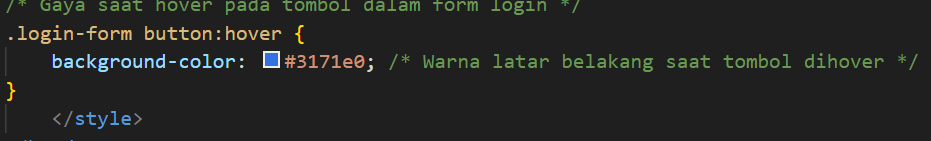 /* Gaya saat hover pada tombol dalam form login */
.login-form button:hover {
background-color: #3171e0; /* Warna latar belakang saat tombol dihover */
}
</style>